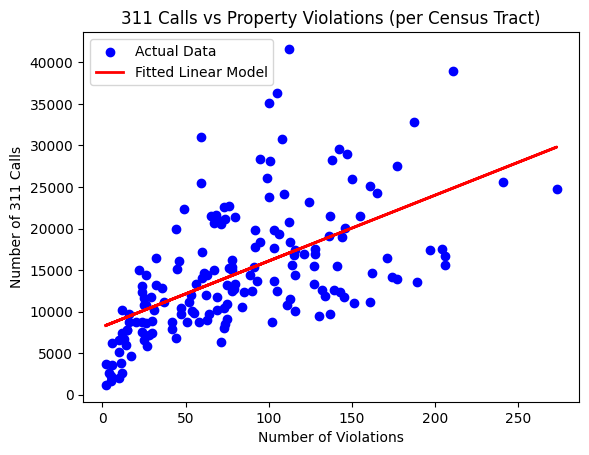 311 Calls vs Property Violations (per Census Tract)
Actual Data
Fitted Linear Model
Number of 311 Calls
40000
35000
30000
25000
20000
15000
10000
5000
0
0 50 100 150 200 250
Number of Violations